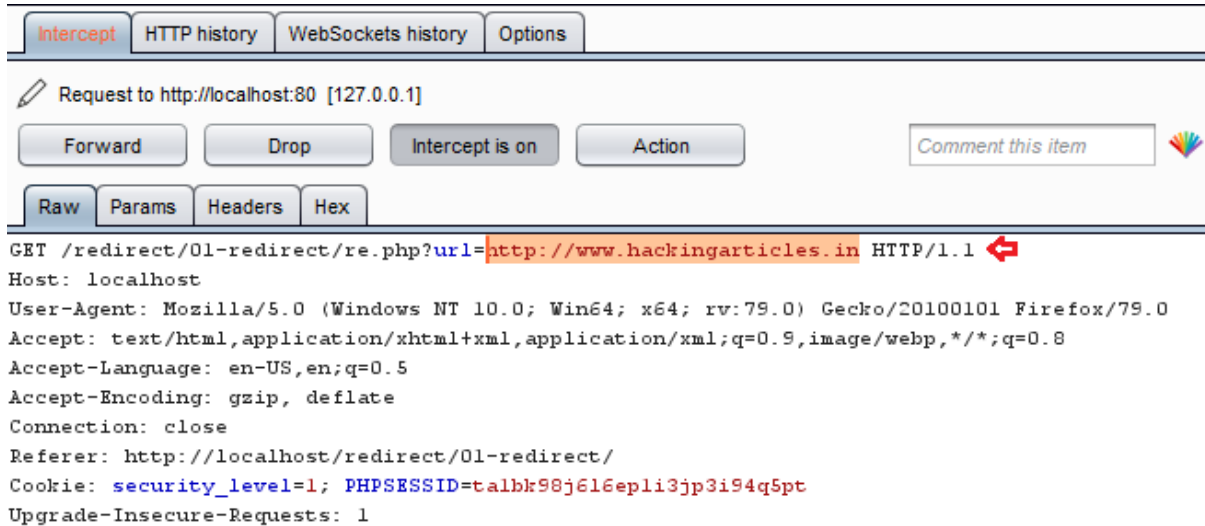 Intercept HTTP history WebSockets history Options
Request to http://localhost:80 [127.0.0.1]
Forward Drop Intercept is on Action Comment this item
Raw Params Headers Hex
GET /redirect/01-redirect/re.php?url=http://www.hackingarticles.in HTTP/1.1
Host: localhost
User-Agent: Mozilla/5.0 (Windows NT 10.0; Win64; x64; rv:79.0) Gecko/20100101 Firefox/79.0
Accept: text/html,application/xhtml+xml,application/xml;q=0.9,image/webp,*/*;q=0.8
Accept-Language: en-US,en;q=0.5
Accept-Encoding: gzip, deflate
Connection: close
Referer: http://localhost/redirect/01-redirect/
Cookie: security_level=1; PHPSESSID=talbk98j6l6epli3jp3i94q5pt
Upgrade-Insecure-Requests: 1